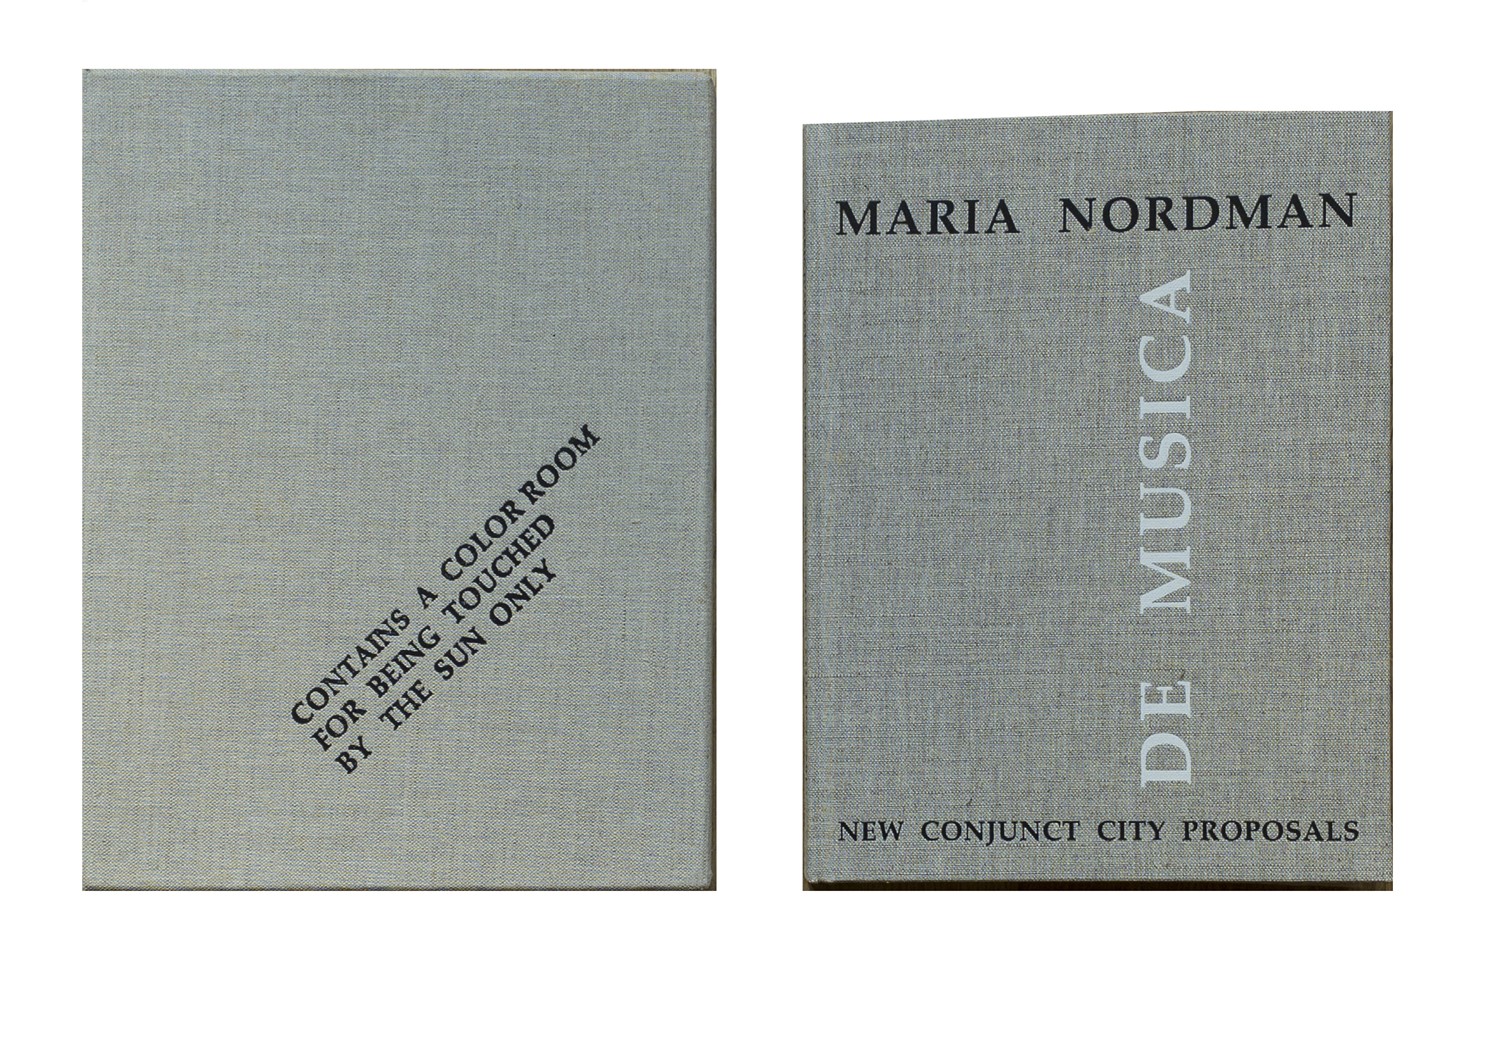 CONTAINS A COLOR ROOM
FOR BEING TOUCHED
BY THE SUN ONLY
MARIA NORDMAN
DE MUSICA
NEW CONJUNCT CITY PROPOSALS